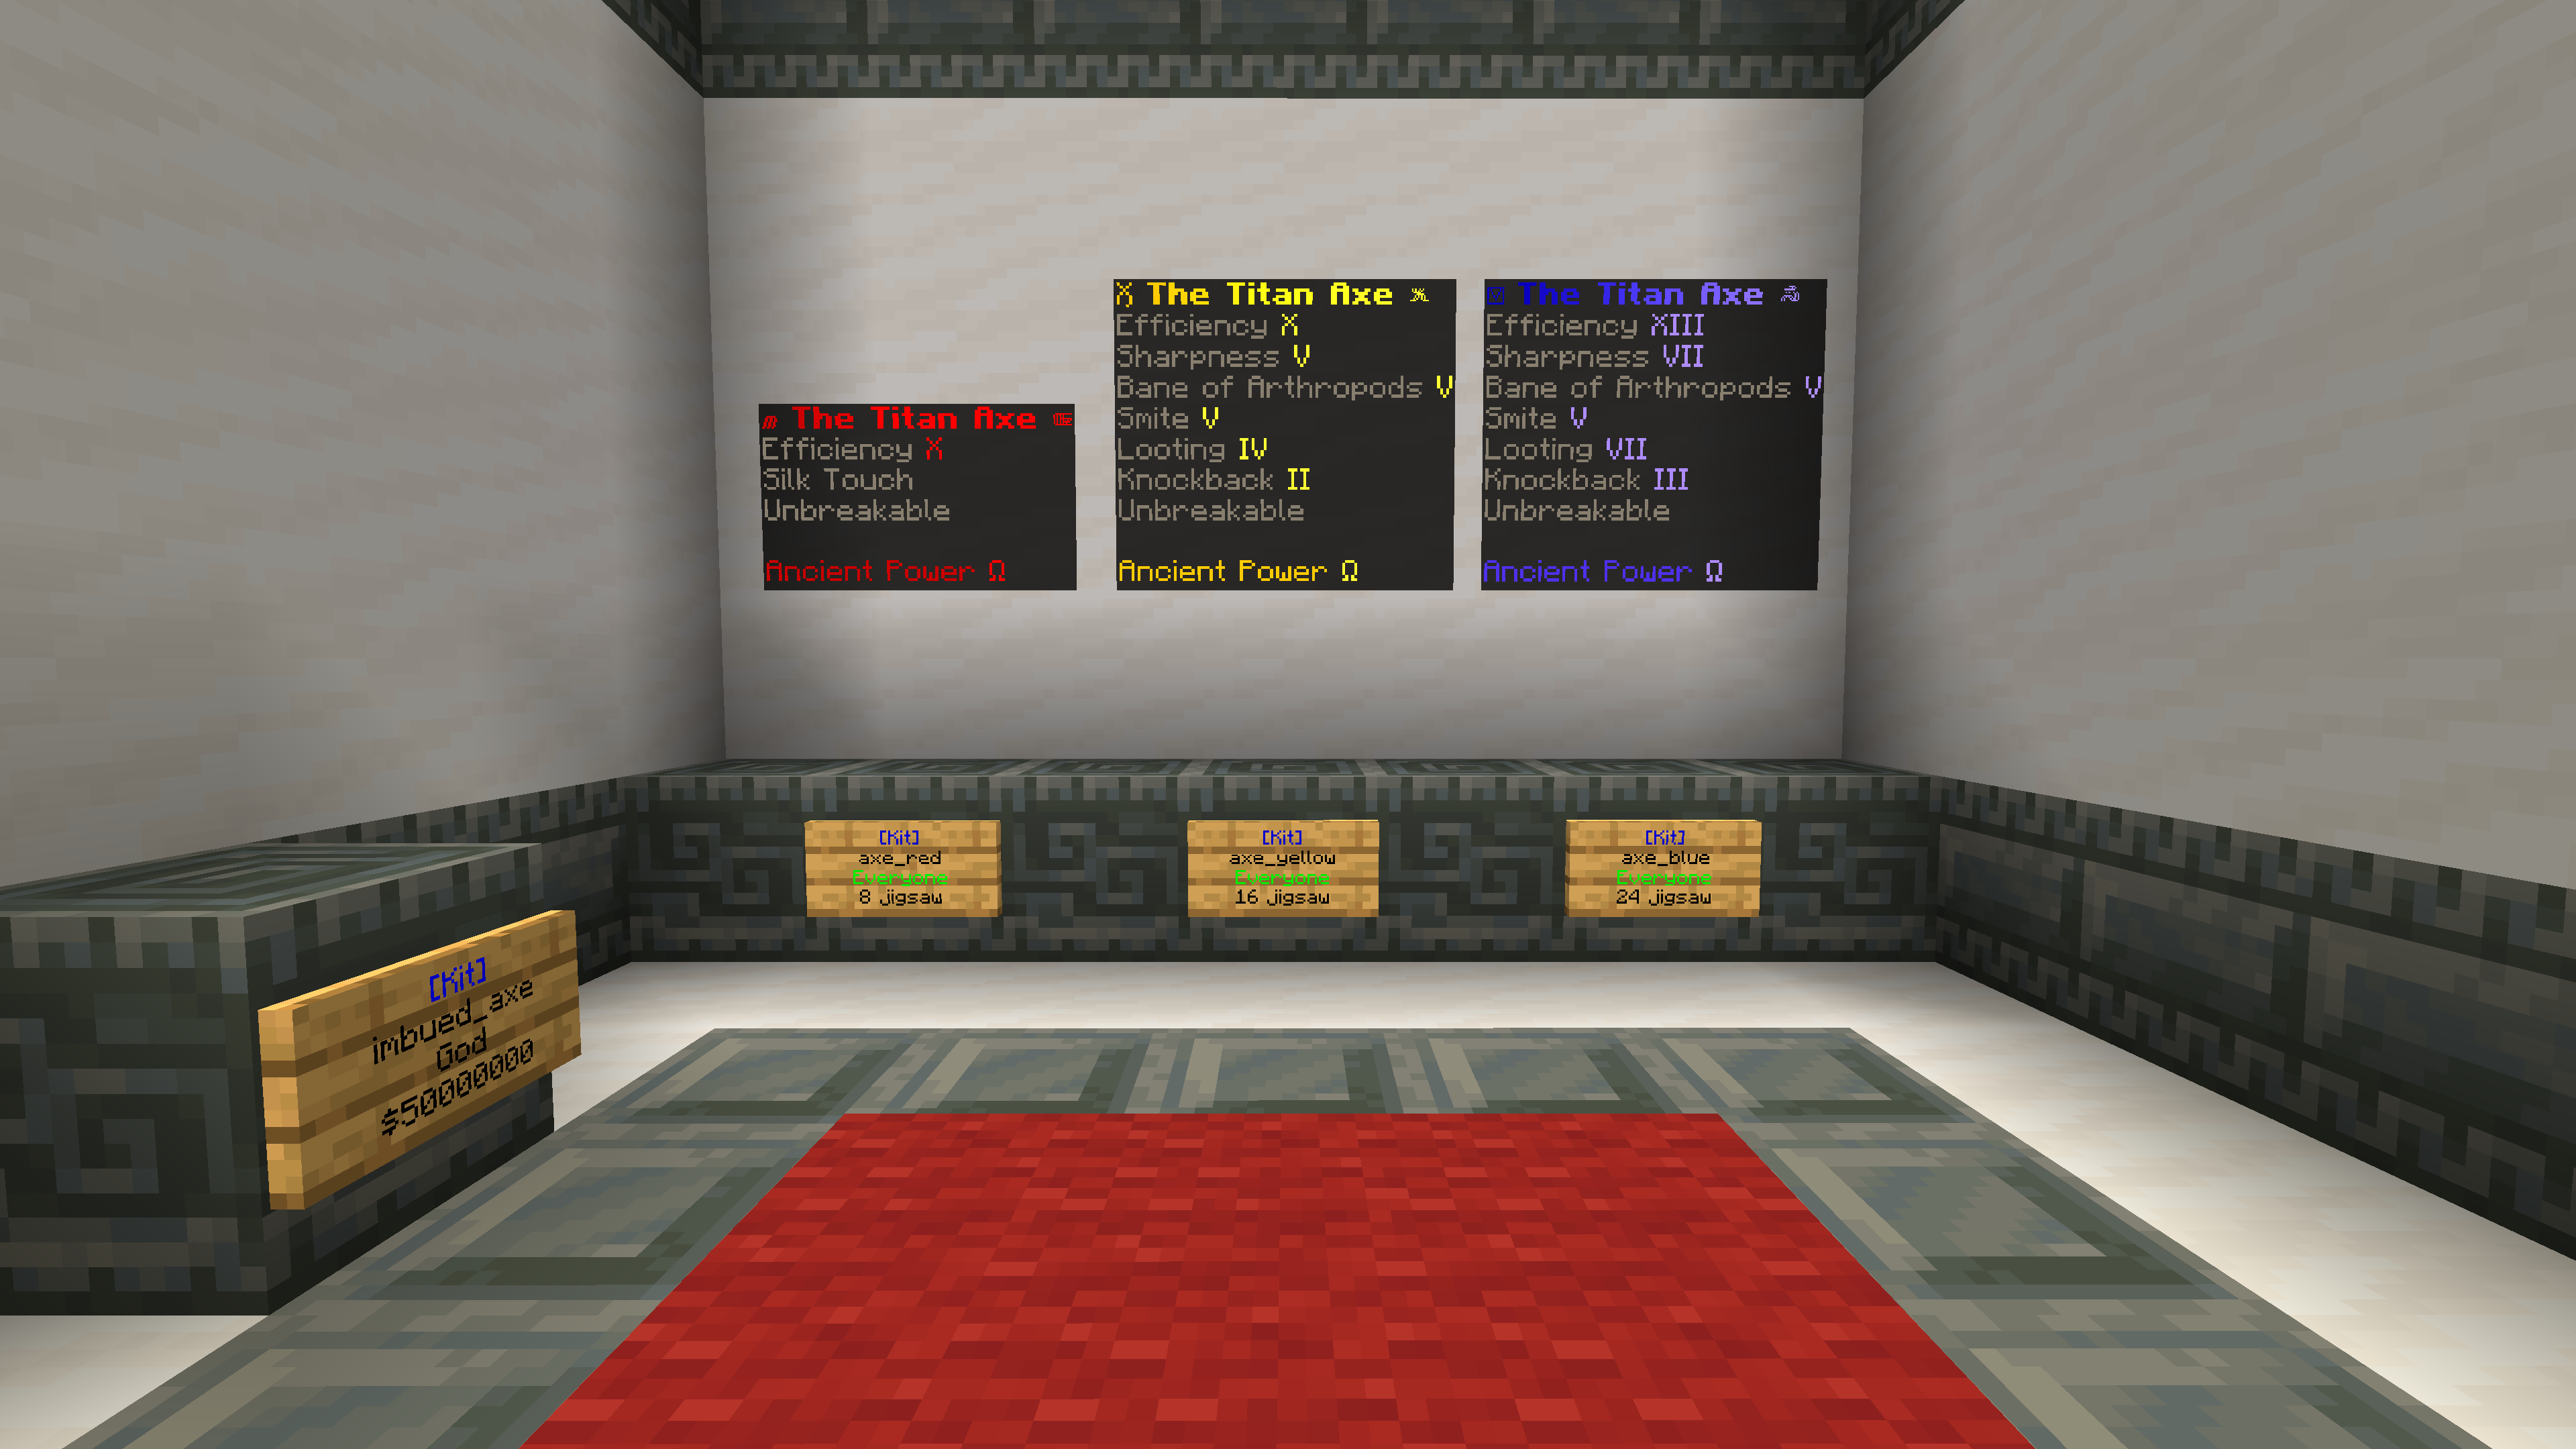 The Titan Axe
Efficiency X
Silk Touch
Unbreakable
Ancient Power Ω
The Titan Axe
Efficiency X
Sharpness V
Bane of Arthropods V
Smite V
Looting IV
Knockback II
Unbreakable
Ancient Power Ω
The Titan Axe
Efficiency XIII
Sharpness VII
Bane of Arthropods V
Smite V
Looting VII
Knockback III
Unbreakable
Ancient Power Ω
[Kit]
axe_red
Everyone
8 jigsaw
[Kit]
axe_yellow
Everyone
16 jigsaw
[Kit]
axe_blue
Everyone
24 jigsaw
[Kit]
imbued_axe
God
$50000000